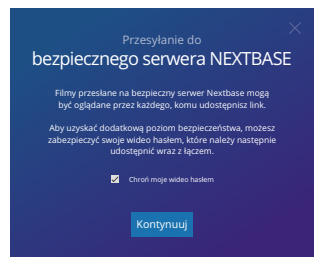 Przesyłanie do
bezpiecznego serwera NEXTBASE
Filmy przesłane na bezpieczny serwer Nextbase mogą
być oglądane przez każdego, komu udostępnisz link.
Aby uzyskać dodatkową poziom bezpieczeństwa, możesz
zabezpieczyć swoje wideo hasłem, które należy następnie
udostępnić wraz z łączem.
Chroń moje wideo hasłem
Kontynuuj